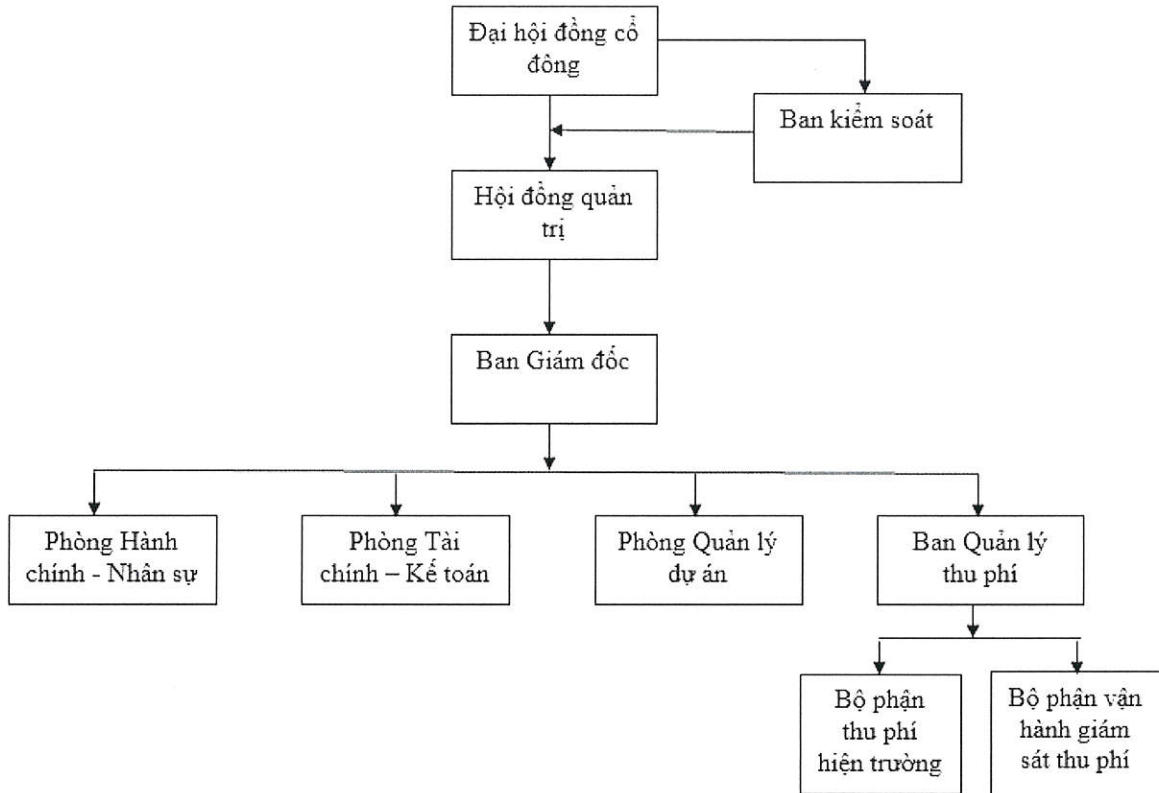 Đại hội đồng cổ
đông
Ban kiểm soát
Hội đồng quản
trị
Ban Giám đốc
Phòng Hành
chính - Nhân sự
Phòng Tài
chính – Kế toán
Phòng Quản lý
dự án
Ban Quản lý
thu phí
Bộ phận
thu phí
hiện trường
Bộ phận vận
hành giám
sát thu phí